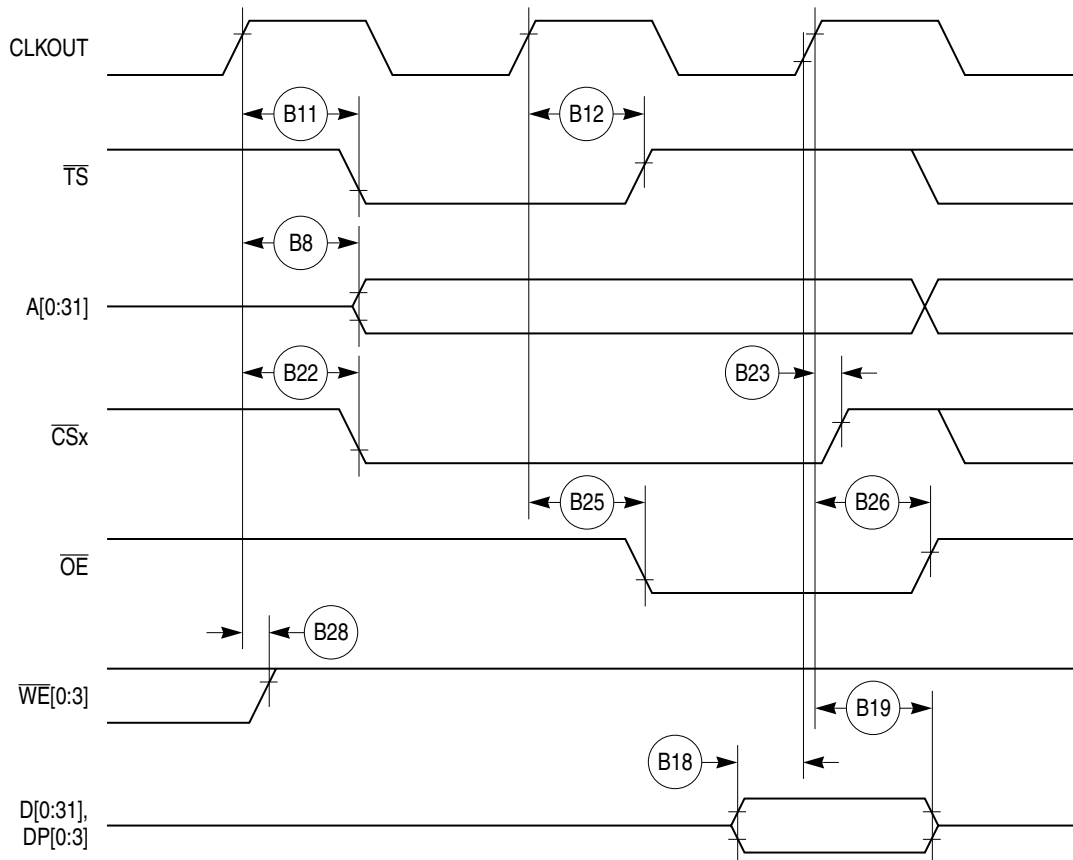 CLKOUT
B11
B12
TS
B8
A[0:31]
B22
B23
CSx
B25
B26
OE
B28
WE[0:3]
B19
B18
D[0:31],
DP[0:3]